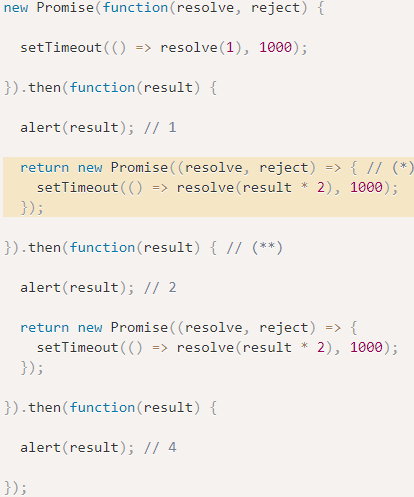 new Promise(function(resolve, reject) {
setTimeout(() => resolve(1), 1000);
}).then(function(result) {
alert(result); // 1
return new Promise((resolve, reject) => { // (*)
setTimeout(() => resolve(result * 2), 1000);
});
}).then(function(result) { // (**)
alert(result); // 2
return new Promise((resolve, reject) => {
setTimeout(() => resolve(result * 2), 1000);
});
}).then(function(result) {
alert(result); // 4
});